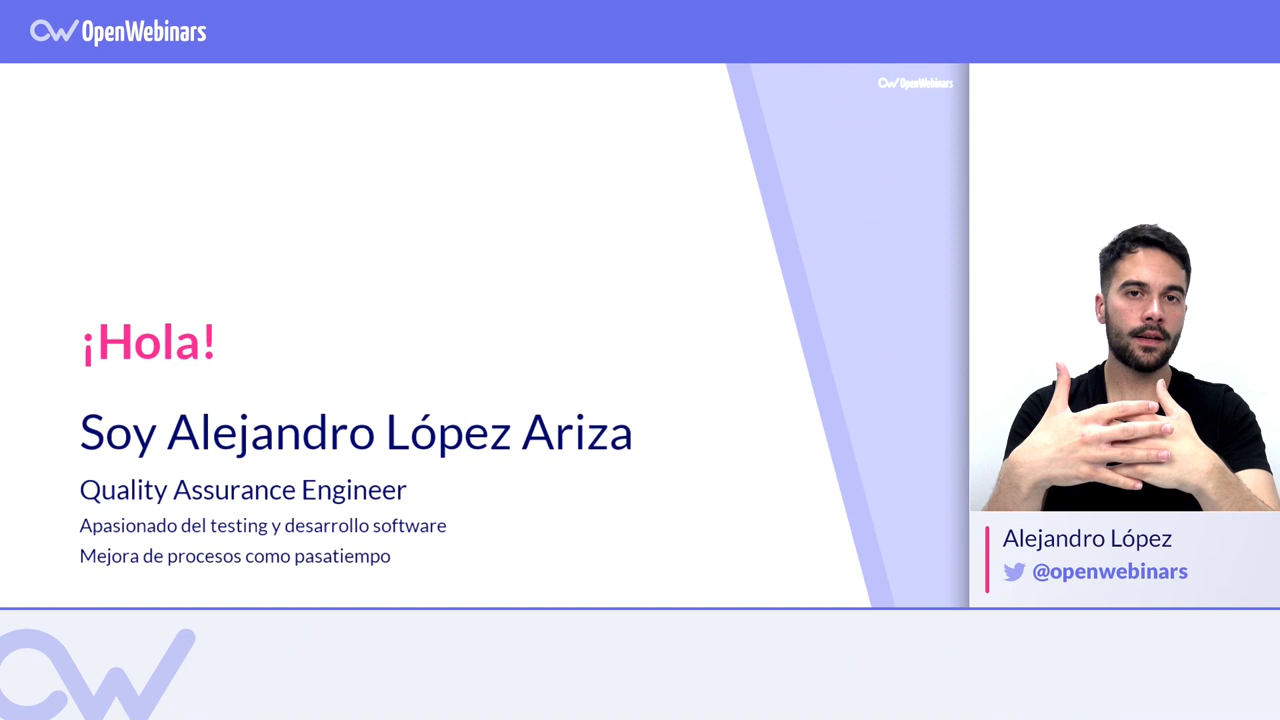 OpenWebinars
OpenWebinars
¡Hola!
Soy Alejandro López Ariza
Quality Assurance Engineer
Apasionado del testing y desarrollo software
Mejora de procesos como pasatiempo
Alejandro López
@openwebinars